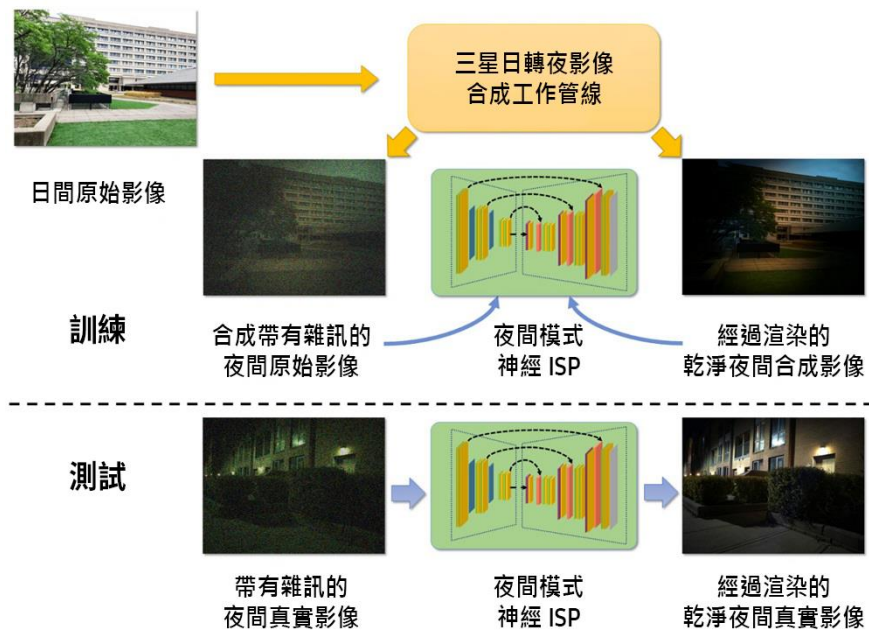 三星日轉夜影像
合成工作管線
日間原始影像
訓練
合成帶有雜訊的
夜間原始影像
夜間模式
神經 ISP
經過渲染的
乾淨夜間合成影像
測試
帶有雜訊的
夜間真實影像
夜間模式
神經 ISP
經過渲染的
乾淨夜間真實影像